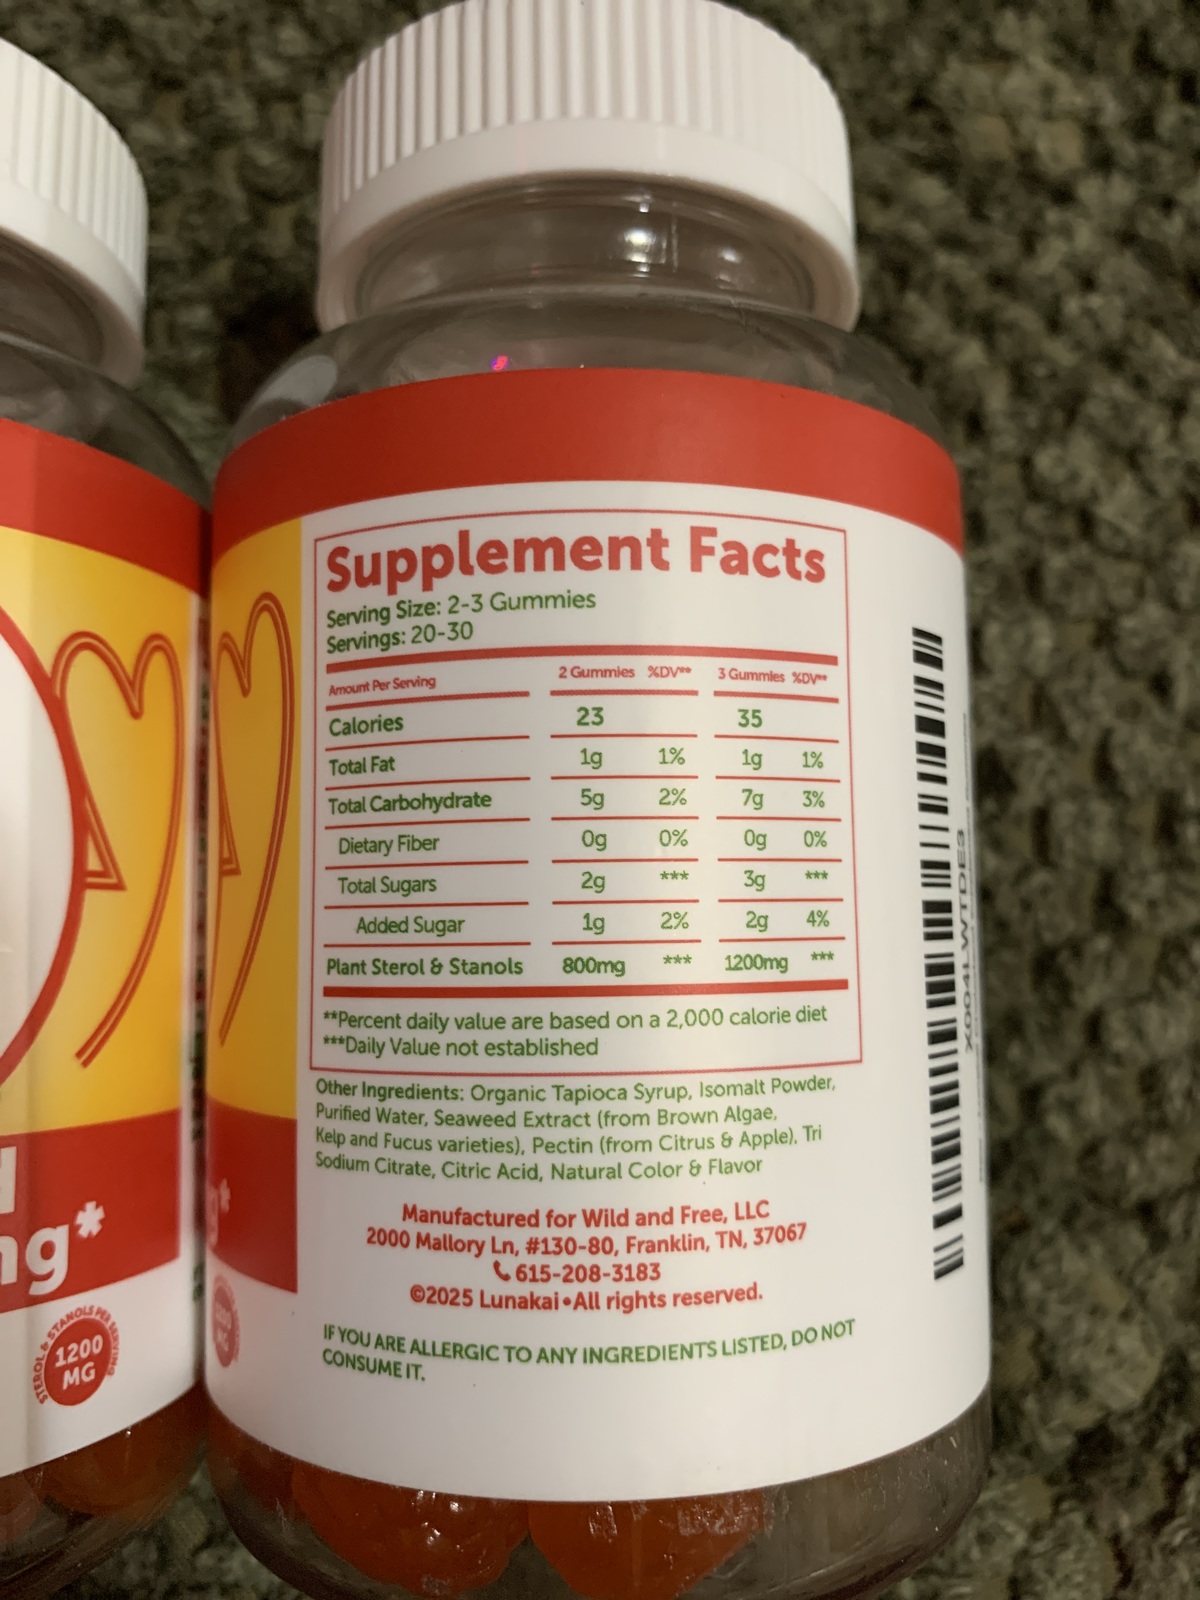 Supplement Facts
Serving Size: 2-3 Gummies
Servings: 20-30
Amount Per Serving 2 Gummies %DV** 3 Gummies %DV**
Calories 23 35
Total Fat 1g 1% 1g 1%
Total Carbohydrate 5g 2% 7g 3%
Dietary Fiber 0g 0% 0g 0%
Total Sugars 2g *** 3g ***
Added Sugar 1g 2% 2g 4%
Plant Sterol & Stanols 800mg *** 1200mg ***
**Percent daily value are based on a 2,000 calorie diet
***Daily Value not established
Other Ingredients: Organic Tapioca Syrup, Isomalt Powder,
Purified Water, Seaweed Extract (from Brown Algae,
Kelp and Fucus varieties), Pectin (from Citrus & Apple), Tri
Sodium Citrate, Citric Acid, Natural Color & Flavor
Manufactured for Wild and Free, LLC
2000 Mallory Ln, #130-80, Franklin, TN, 37067
615-208-3183
©2025 Lunakai • All rights reserved.
IF YOU ARE ALLERGIC TO ANY INGREDIENTS LISTED, DO NOT
CONSUME IT.
X004LWTDE3
ng*
STEROL & STANOLS PER SERVING
1200
MG